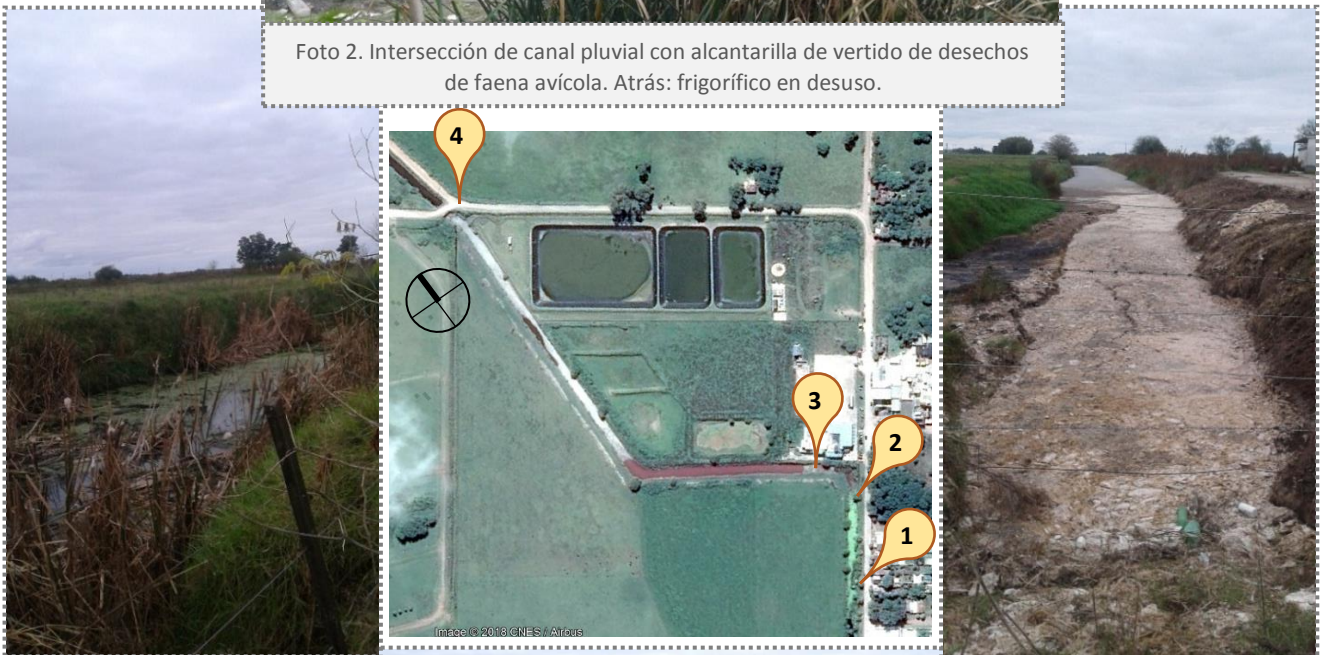 Foto 2. Intersección de canal pluvial con alcantarilla de vertido de desechos
de faena avícola. Atrás: frigorífico en desuso.
4
3
2
1
Image © 2018 CNES / Airbus